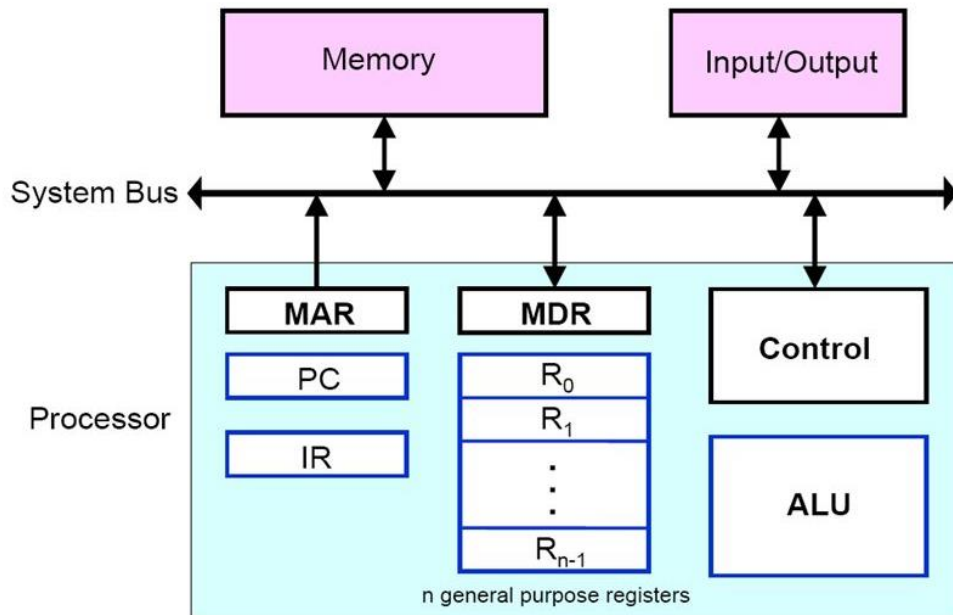 Memory
Input/Output
System Bus
MAR
MDR
Control
PC
R0
R1
Processor
IR
ALU
Rn-1
n general purpose registers